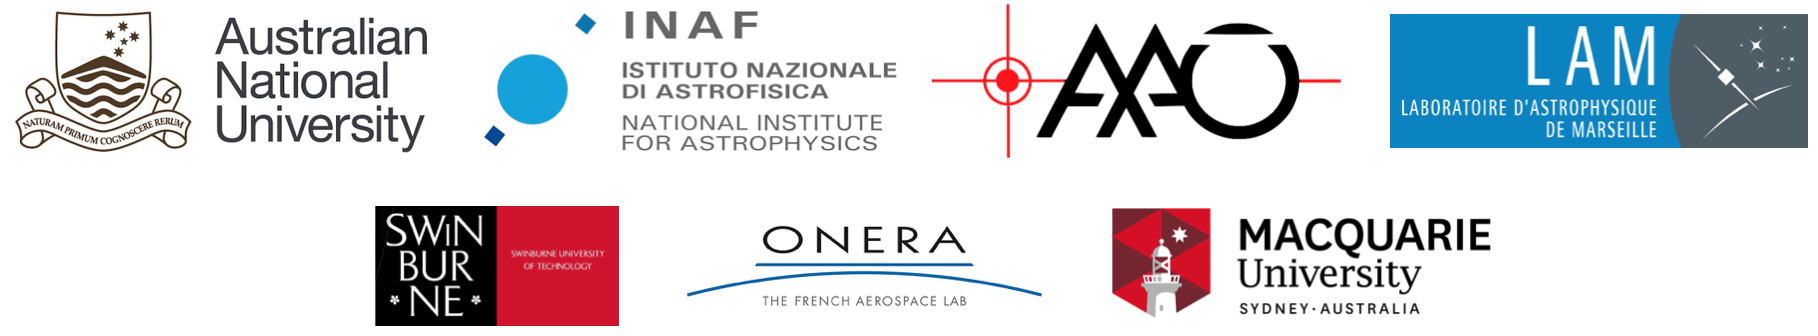 Australian
National
University
NATURAM PRIMUM COGNOSCERE RERUM
INAF
ISTITUTO NAZIONALE
DI ASTROFISICA
NATIONAL INSTITUTE
FOR ASTROPHYSICS
AAO
LAM
LABORATOIRE D'ASTROPHYSIQUE
DE MARSEILLE
SWiN
BUR
NE
SWINBURNE UNIVERSITY
OF TECHNOLOGY
ONERA
THE FRENCH AEROSPACE LAB
MACQUARIE
University
SYDNEY·AUSTRALIA